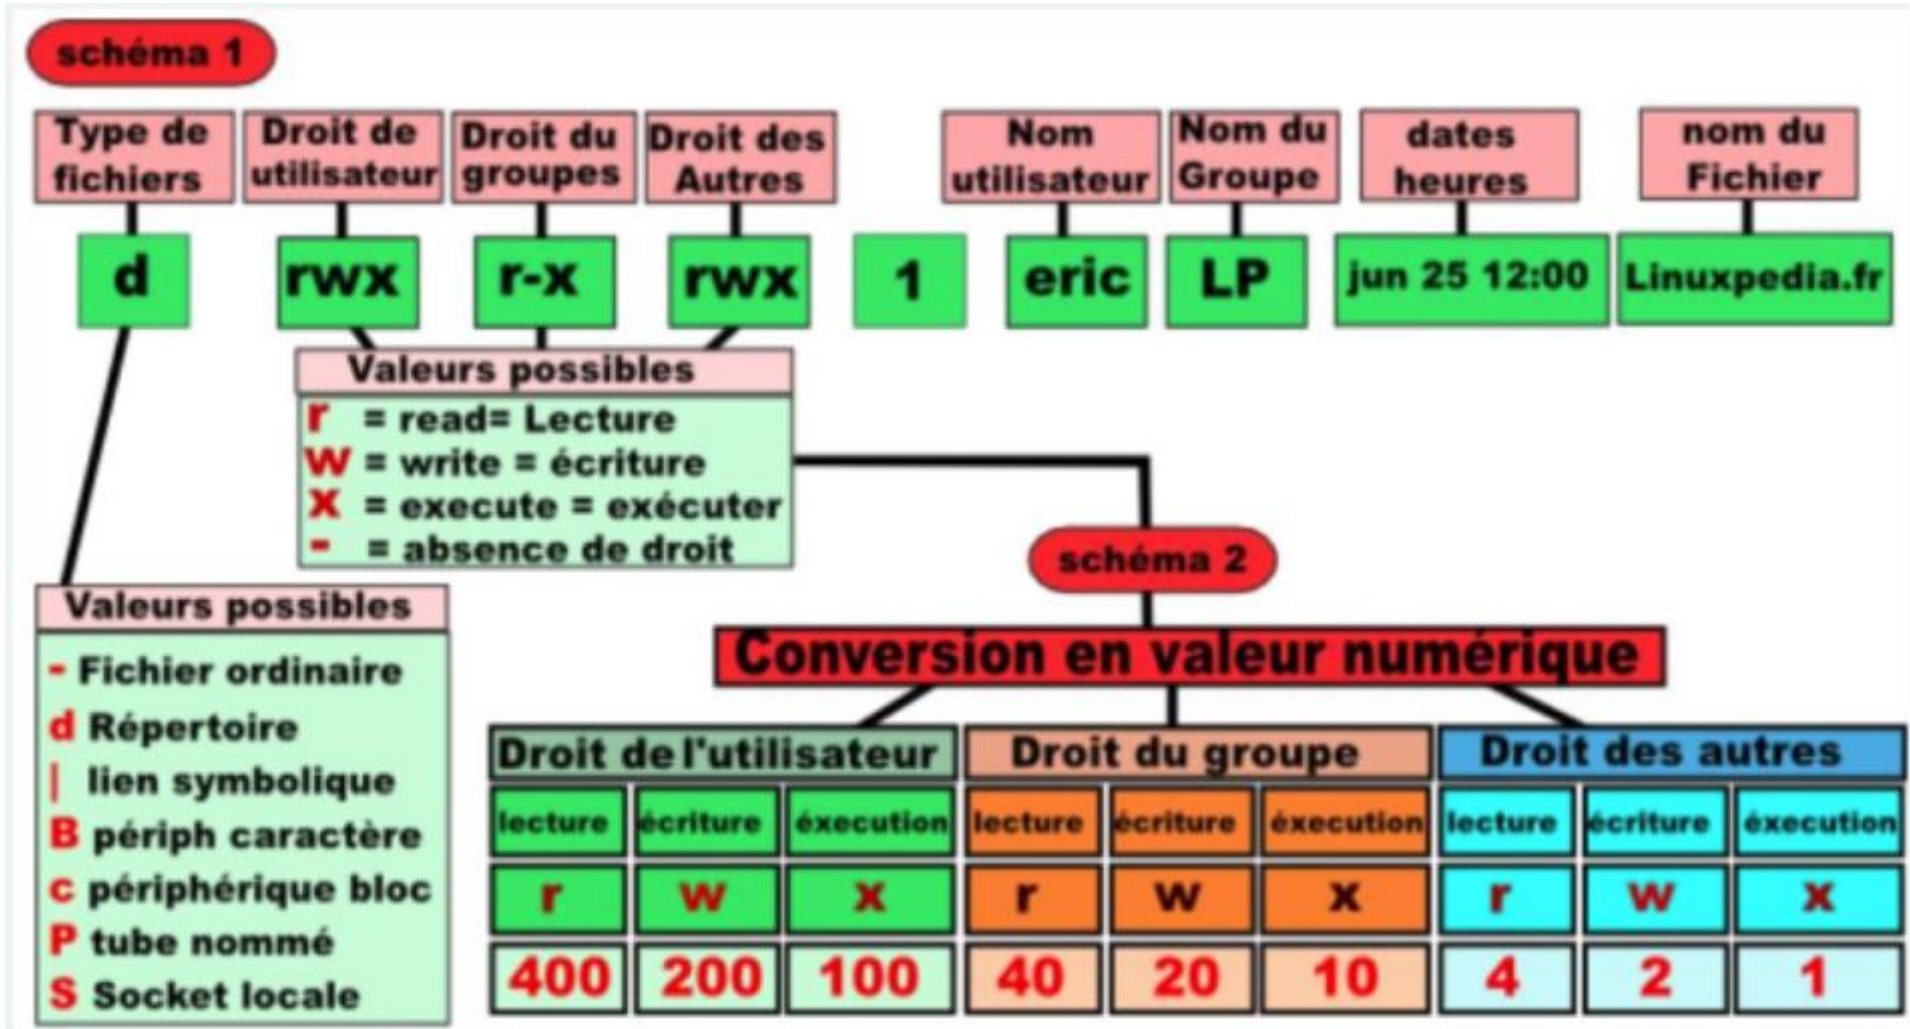 schéma 1
Type de fichiers
Droit de utilisateur
Droit du groupes
Droit des Autres
Nom utilisateur
Nom du Groupe
dates heures
nom du Fichier
d rwx r-x rwx 1 eric LP jun 25 12:00 Linuxpedia.fr
Valeurs possibles
r = read= Lecture
w = write = écriture
x = execute = exécuter
- = absence de droit
schéma 2
Conversion en valeur numérique
Valeurs possibles
- Fichier ordinaire
d Répertoire
| lien symbolique
B périph caractère
c périphérique bloc
P tube nommé
S Socket locale
Droit de l'utilisateur Droit du groupe Droit des autres
lecture écriture éxecution lecture écriture éxecution lecture écriture éxecution
r w x r w x r w x
400 200 100 40 20 10 4 2 1